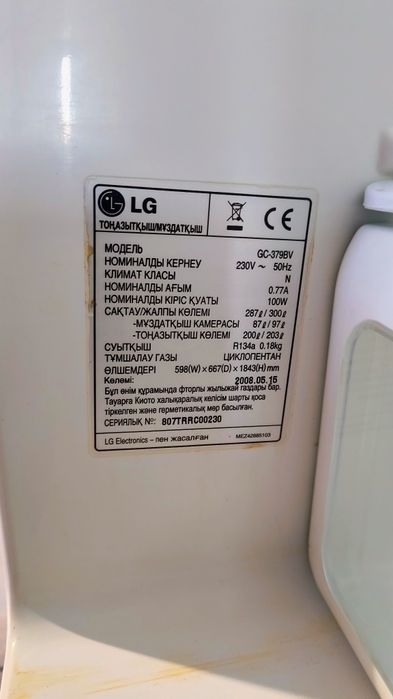 LG
ТОҢАЗЫТҚЫШ/МҰЗДАТҚЫШ
CE
МОДЕЛЬ GC-379BV
НОМИНАЛДЫ КЕРНЕУ 230V ~ 50Hz
КЛИМАТ КЛАСЫ N
НОМИНАЛДЫ АҒЫМ 0.77A
НОМИНАЛДЫ КІРІС ҚУАТЫ 100W
САҚТАУ/ЖАЛПЫ КӨЛЕМІ 287ℓ / 300ℓ
-МҰЗДАТҚЫШ КАМЕРАСЫ 87ℓ / 97ℓ
-ТОҢАЗЫТҚЫШ КӨЛЕМІ 200ℓ / 203ℓ
СУЫТҚЫШ R134a 0.18kg
ТҰМШАЛАУ ГАЗЫ ЦИКЛОПЕНТАН
ӨЛШЕМДЕРІ 598(W)×667(D)×1843(H)mm
Көлемі: 2008.05.15
Бұл өнім құрамында фторлы жылыжай газдары бар.
Тауарға Киото халықаралық келісім шарты қоса
тіркелген және герметикалық мөр басылған.
СЕРИЯЛЫҚ №: 807TRRC00230
LG Electronics – пен жасалған MEZ42885103